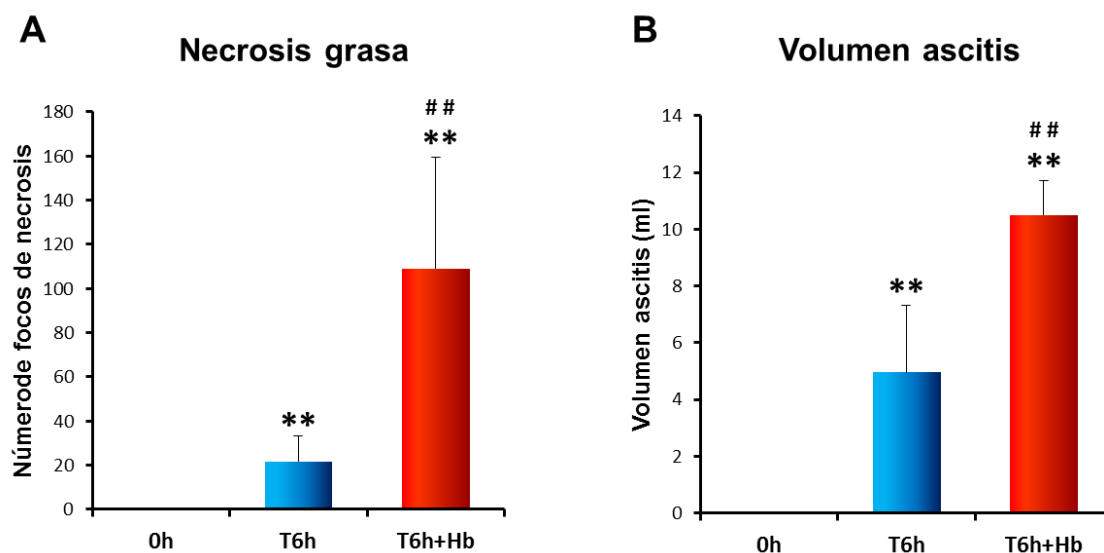 A
Necrosis grasa
Númerode focos de necrosis
180
160
140
120
100
80
60
40
20
0
##
**
**
0h
T6h
T6h+Hb
B
Volumen ascitis
Volumen ascitis (ml)
14
12
10
8
6
4
2
0
##
**
**
0h
T6h
T6h+Hb